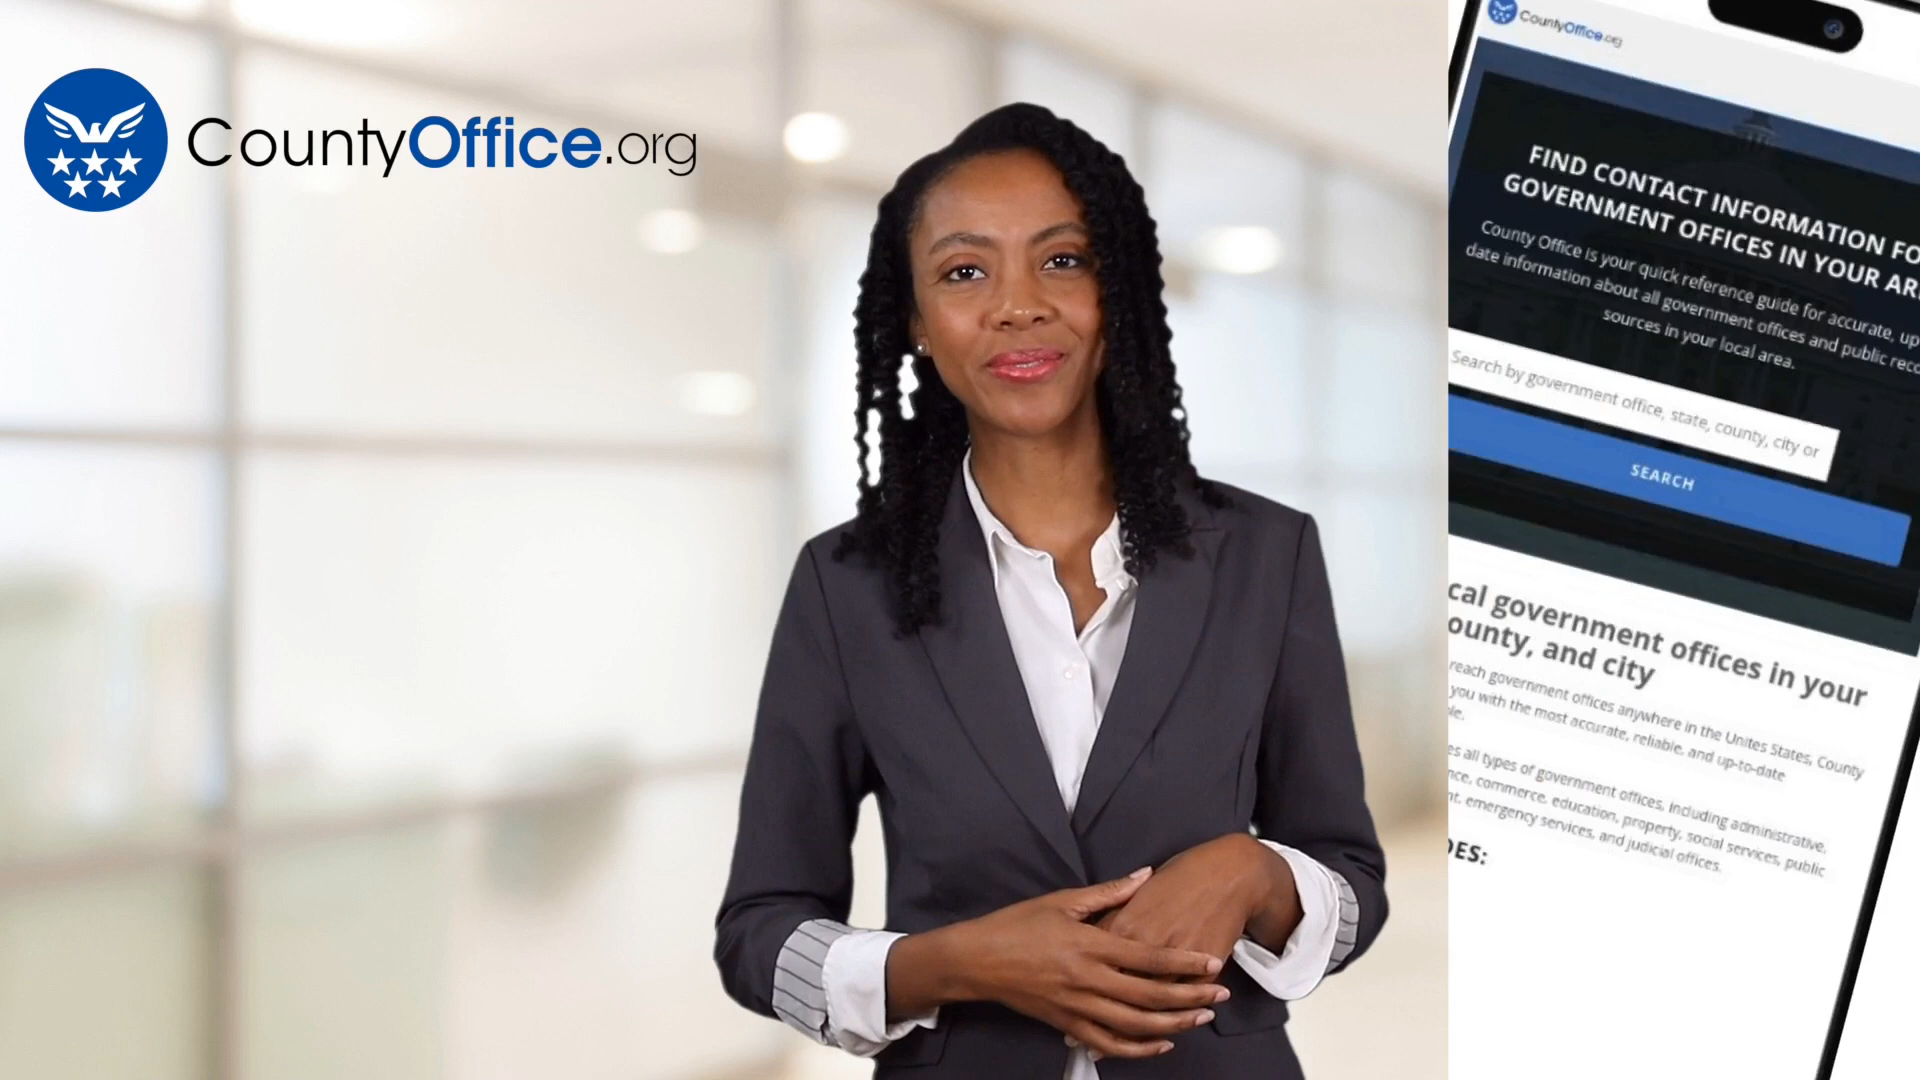 CountyOffice.org
CountyOffice.org
FIND CONTACT INFORMATION FO
GOVERNMENT OFFICES IN YOUR AR
County Office is your quick reference guide for accurate, up
date information about all government offices and public reco
sources in your local area.
Search by government office, state, county, city or
SEARCH
cal government offices in your
ounty, and city
reach government offices anywhere in the Unites States, County
you with the most accurate, reliable, and up-to-date
le.
es all types of government offices, including administrative,
nce, commerce, education, property, social services, public
nt, emergency services, and judicial offices.
DES: